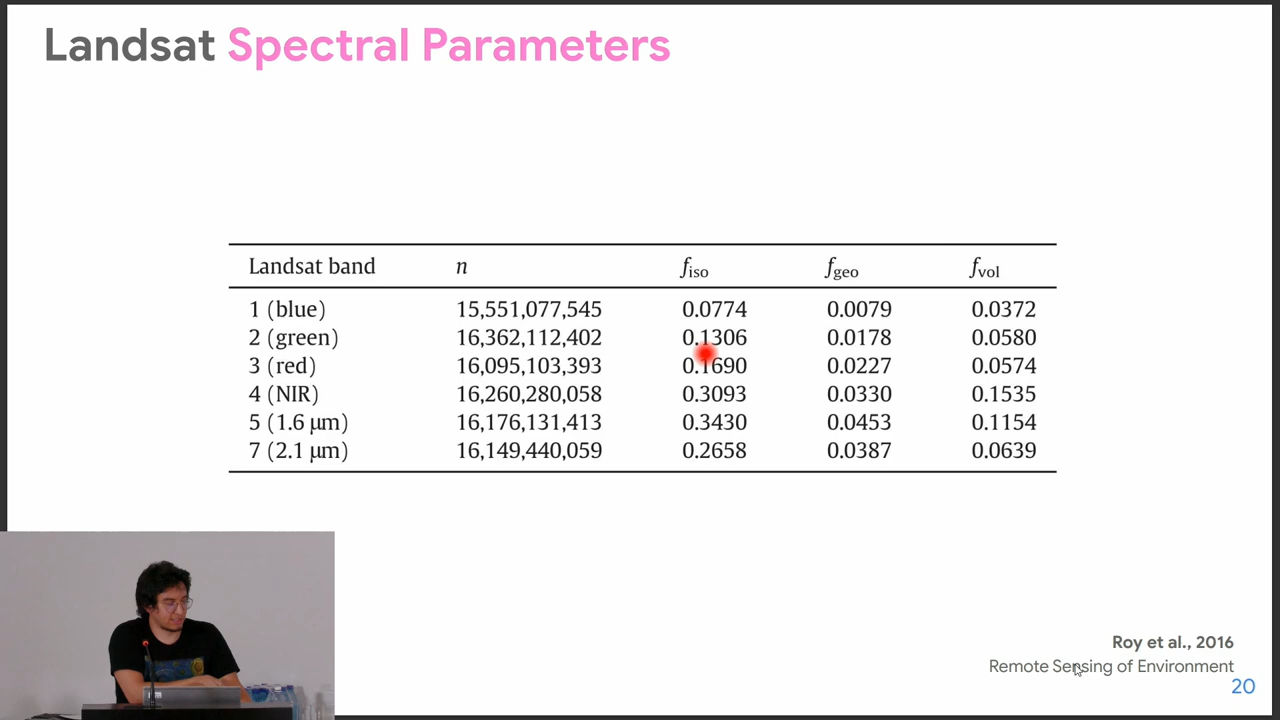 Landsat Spectral Parameters
Landsat band n fiso fgeo fvol
1 (blue) 15,551,077,545 0.0774 0.0079 0.0372
2 (green) 16,362,112,402 0.1306 0.0178 0.0580
3 (red) 16,095,103,393 0.1690 0.0227 0.0574
4 (NIR) 16,260,280,058 0.3093 0.0330 0.1535
5 (1.6 μm) 16,176,131,413 0.3430 0.0453 0.1154
7 (2.1 μm) 16,149,440,059 0.2658 0.0387 0.0639
Roy et al., 2016
Remote Sensing of Environment
20